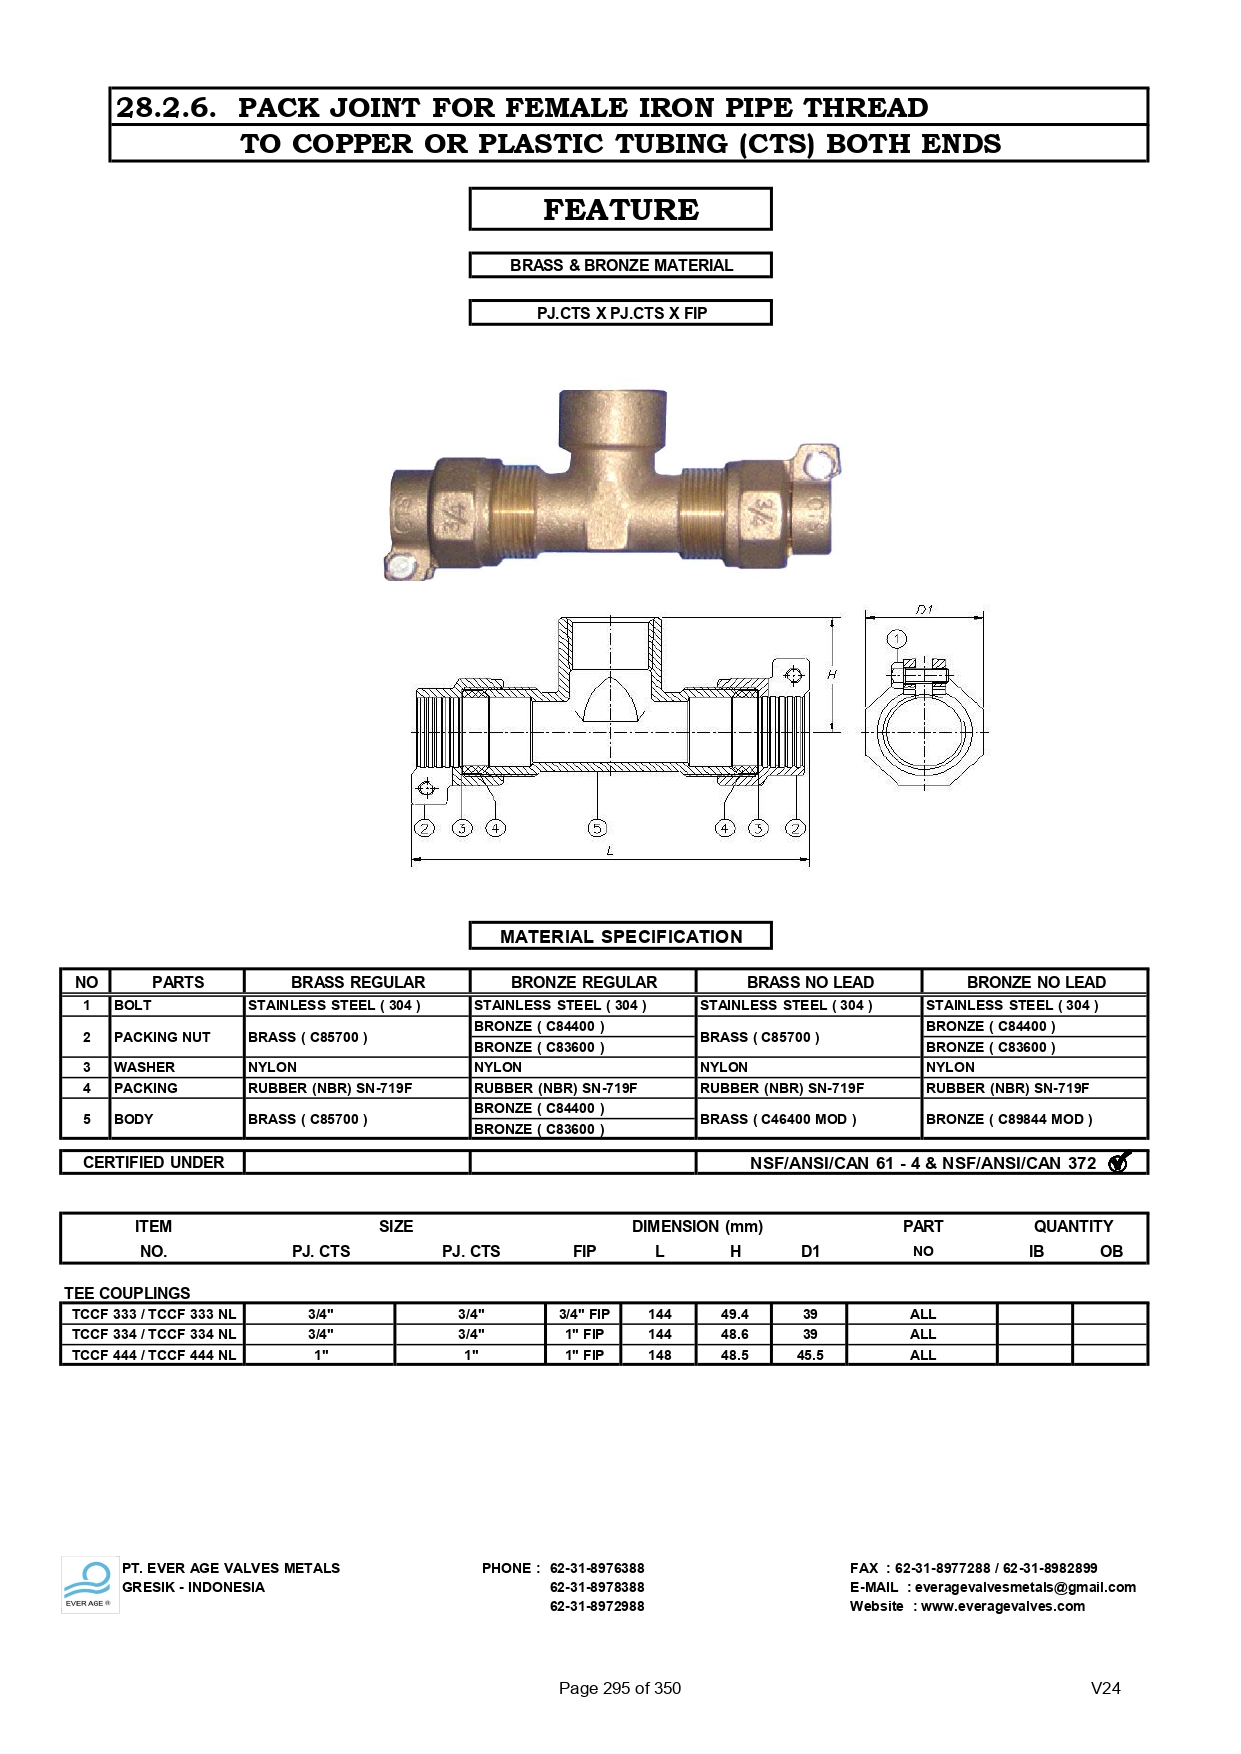 28.2.6. PACK JOINT FOR FEMALE IRON PIPE THREAD
TO COPPER OR PLASTIC TUBING (CTS) BOTH ENDS
FEATURE
BRASS & BRONZE MATERIAL
PJ.CTS X PJ.CTS X FIP
CTS 3/4 3/4 CTS
D1
1
H
2 3 4 5 4 3 2
L
MATERIAL SPECIFICATION
NO PARTS BRASS REGULAR BRONZE REGULAR BRASS NO LEAD BRONZE NO LEAD
1 BOLT STAINLESS STEEL ( 304 ) STAINLESS STEEL ( 304 ) STAINLESS STEEL ( 304 ) STAINLESS STEEL ( 304 )
2 PACKING NUT BRASS ( C85700 ) BRONZE ( C84400 ) BRASS ( C85700 ) BRONZE ( C84400 )
BRONZE ( C83600 ) BRONZE ( C83600 )
3 WASHER NYLON NYLON NYLON NYLON
4 PACKING RUBBER (NBR) SN-719F RUBBER (NBR) SN-719F RUBBER (NBR) SN-719F RUBBER (NBR) SN-719F
5 BODY BRASS ( C85700 ) BRONZE ( C84400 ) BRASS ( C46400 MOD ) BRONZE ( C89844 MOD )
BRONZE ( C83600 )
CERTIFIED UNDER NSF/ANSI/CAN 61 - 4 & NSF/ANSI/CAN 372
ITEM SIZE DIMENSION (mm) PART QUANTITY
NO. PJ. CTS PJ. CTS FIP L H D1 NO IB OB
TEE COUPLINGS
TCCF 333 / TCCF 333 NL 3/4" 3/4" 3/4" FIP 144 49.4 39 ALL
TCCF 334 / TCCF 334 NL 3/4" 3/4" 1" FIP 144 48.6 39 ALL
TCCF 444 / TCCF 444 NL 1" 1" 1" FIP 148 48.5 45.5 ALL
PT. EVER AGE VALVES METALS PHONE : 62-31-8976388 FAX : 62-31-8977288 / 62-31-8982899
GRESIK - INDONESIA 62-31-8978388 E-MAIL : everagevalvesmetals@gmail.com
EVER AGE ® 62-31-8972988 Website : www.everagevalves.com
Page 295 of 350 V24